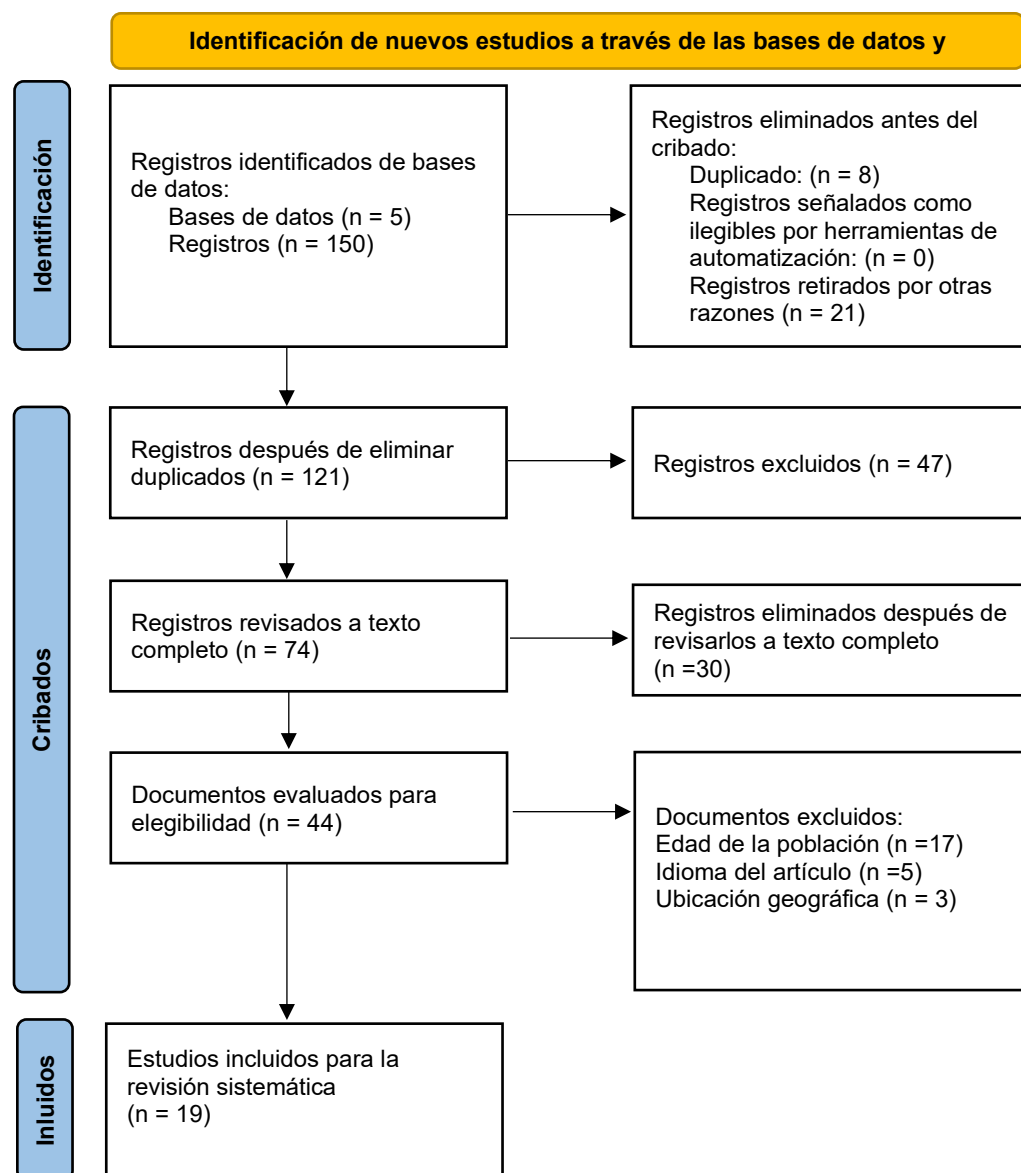 Identificación de nuevos estudios a través de las bases de datos y
Identificación
Registros identificados de bases
de datos:
Bases de datos (n = 5)
Registros (n = 150)
Registros eliminados antes del
cribado:
Duplicado: (n = 8)
Registros señalados como
ilegibles por herramientas de
automatización: (n = 0)
Registros retirados por otras
razones (n = 21)
Cribados
Registros después de eliminar
duplicados (n = 121)
Registros excluidos (n = 47)
Registros revisados a texto
completo (n = 74)
Registros eliminados después de
revisarlos a texto completo
(n =30)
Documentos evaluados para
elegibilidad (n = 44)
Documentos excluidos:
Edad de la población (n =17)
Idioma del artículo (n =5)
Ubicación geográfica (n = 3)
Inluidos
Estudios incluidos para la
revisión sistemática
(n = 19)